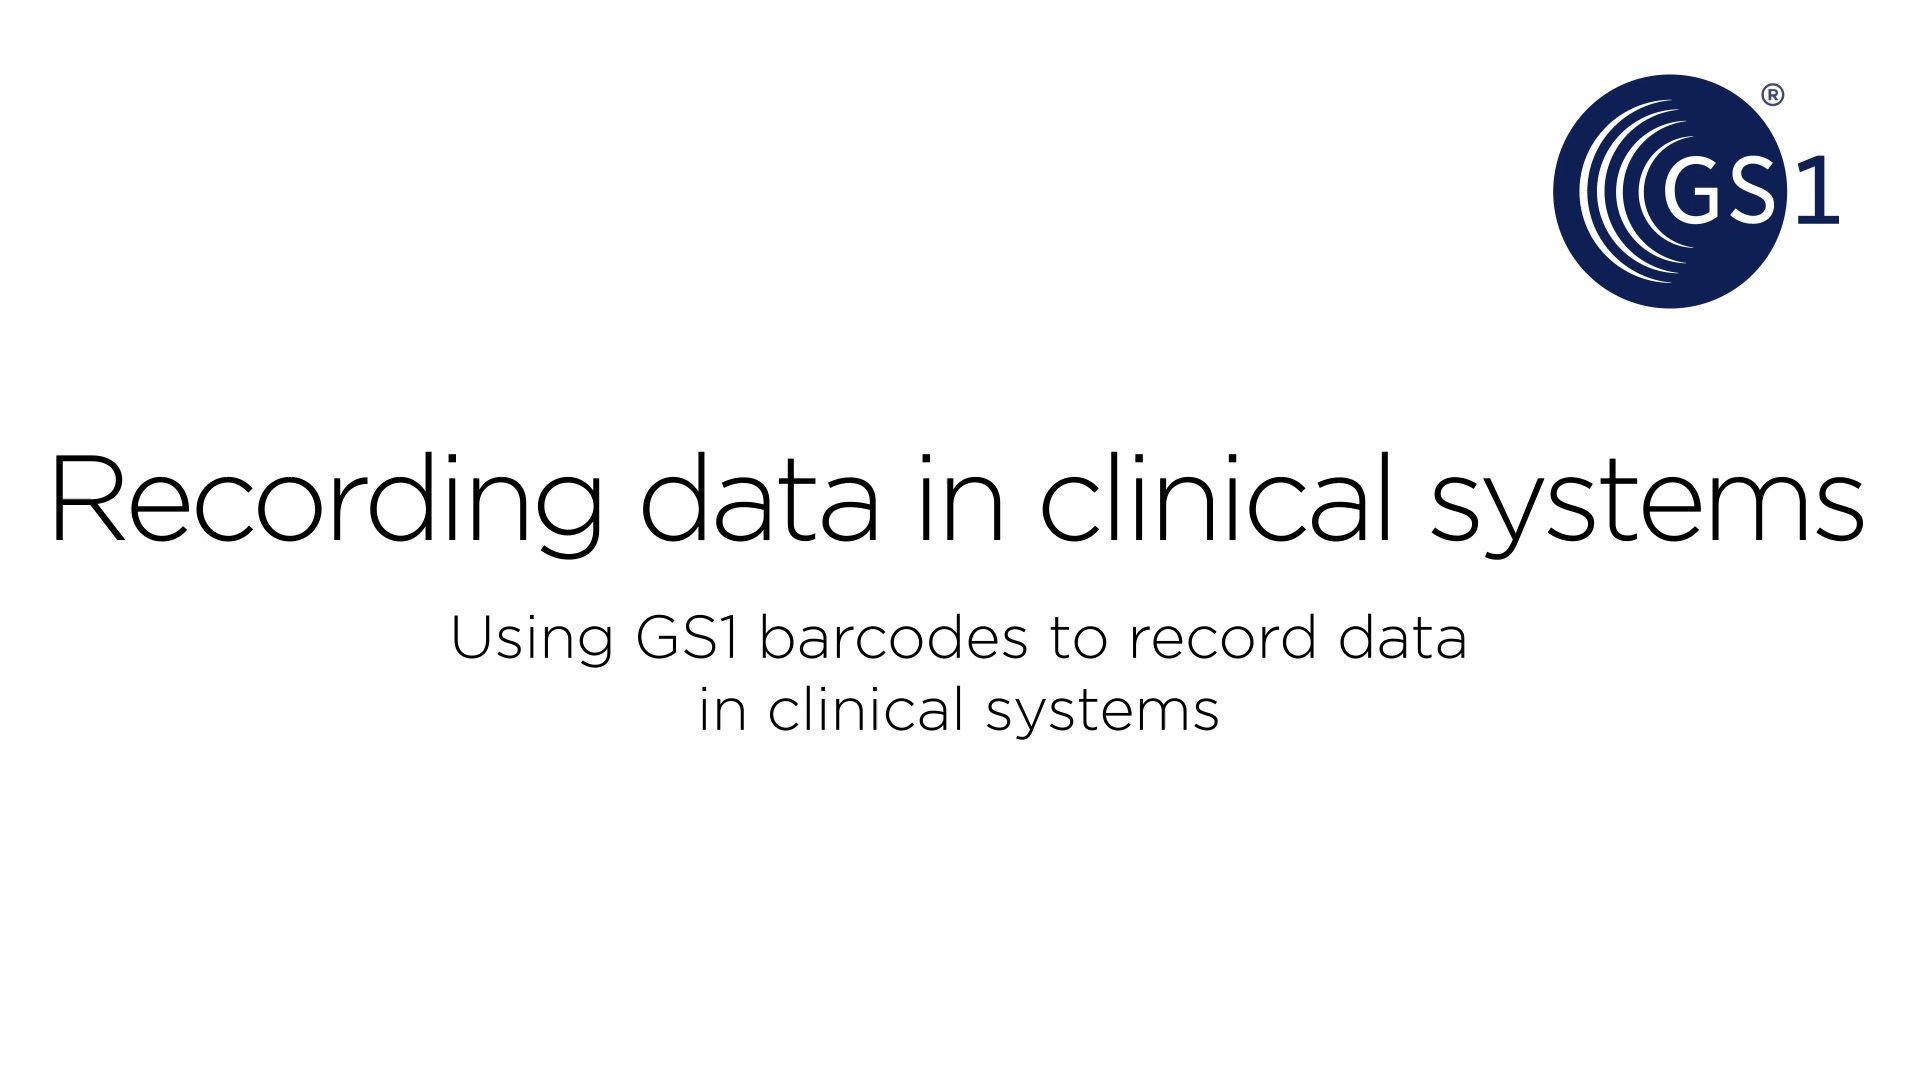 GS1®
Recording data in clinical systems
Using GS1 barcodes to record data
in clinical systems